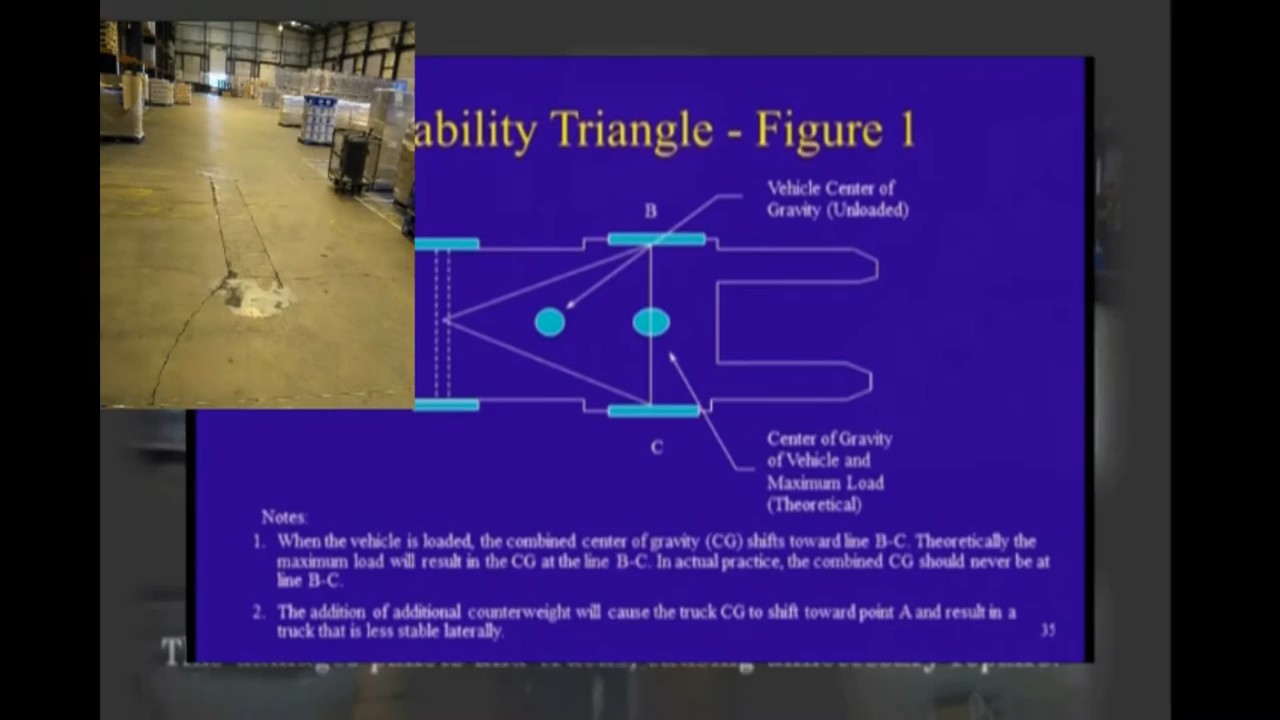 ability Triangle - Figure 1
Vehicle Center of
Gravity (Unloaded)
B
C
Center of Gravity
of Vehicle and
Maximum Load
(Theoretical)
Notes:
1. When the vehicle is loaded, the combined center of gravity (CG) shifts toward line B-C. Theoretically the
maximum load will result in the CG at the line B-C. In actual practice, the combined CG should never be at
line B-C.
2. The addition of additional counterweight will cause the truck CG to shift toward point A and result in a
truck that is less stable laterally.
35